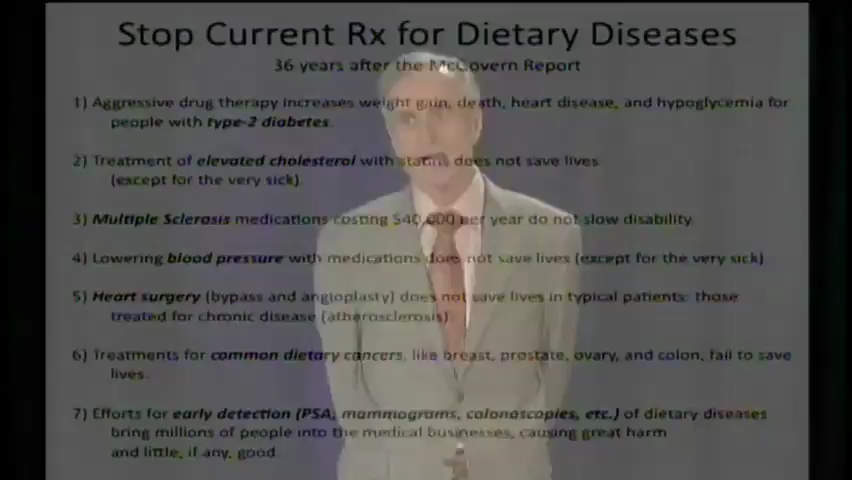 Stop Current Rx for Dietary Diseases
36 years after the McGovern Report
1) Aggressive drug therapy increases weight gain, death, heart disease, and hypoglycemia for
people with type-2 diabetes.
2) Treatment of elevated cholesterol with statins does not save lives
(except for the very sick).
3) Multiple Sclerosis medications costing $40,000 per year do not slow disability.
4) Lowering blood pressure with medications does not save lives (except for the very sick)
5) Heart surgery (bypass and angioplasty) does not save lives in typical patients: those
treated for chronic disease (atherosclerosis)
6) Treatments for common dietary cancers, like breast, prostate, ovary, and colon, fail to save
lives.
7) Efforts for early detection (PSA, mammograms, colonoscopies, etc.) of dietary diseases
bring millions of people into the medical businesses, causing great harm
and little, if any, good.